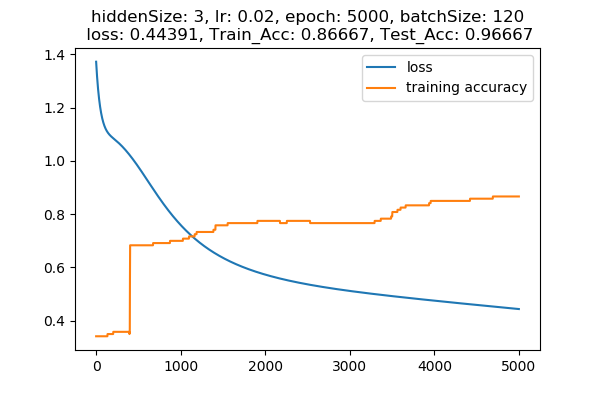 hiddenSize: 3, lr: 0.02, epoch: 5000, batchSize: 120
loss: 0.44391, Train_Acc: 0.86667, Test_Acc: 0.96667
loss
training accuracy
1.4
1.2
1.0
0.8
0.6
0.4
0 1000 2000 3000 4000 5000